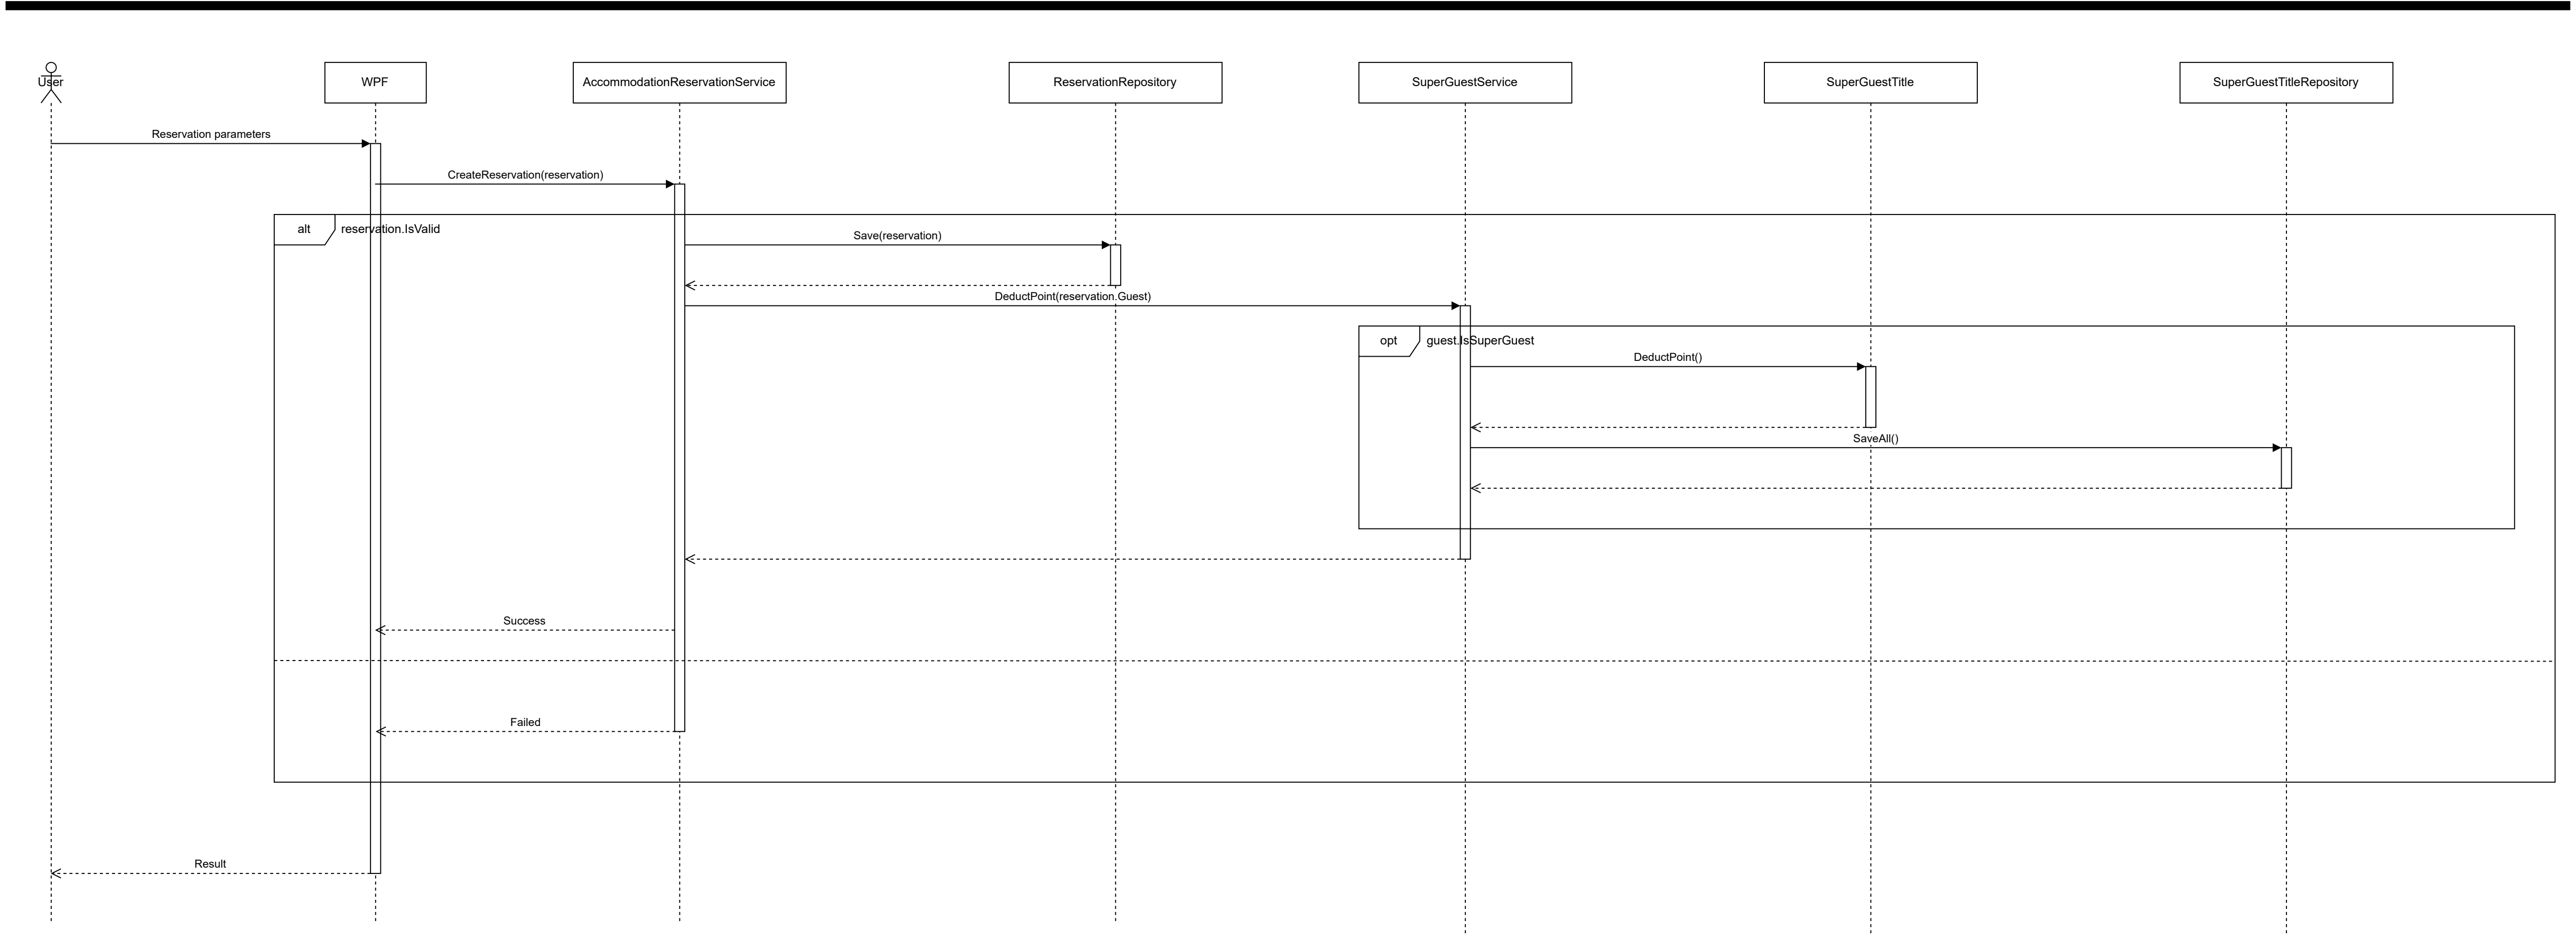 User
WPF
AccommodationReservationService
ReservationRepository
SuperGuestService
SuperGuestTitle
SuperGuestTitleRepository
Reservation parameters
CreateReservation(reservation)
alt
reservation.IsValid
Save(reservation)
DeductPoint(reservation.Guest)
opt
guest.IsSuperGuest
DeductPoint()
SaveAll()
Success
Failed
Result